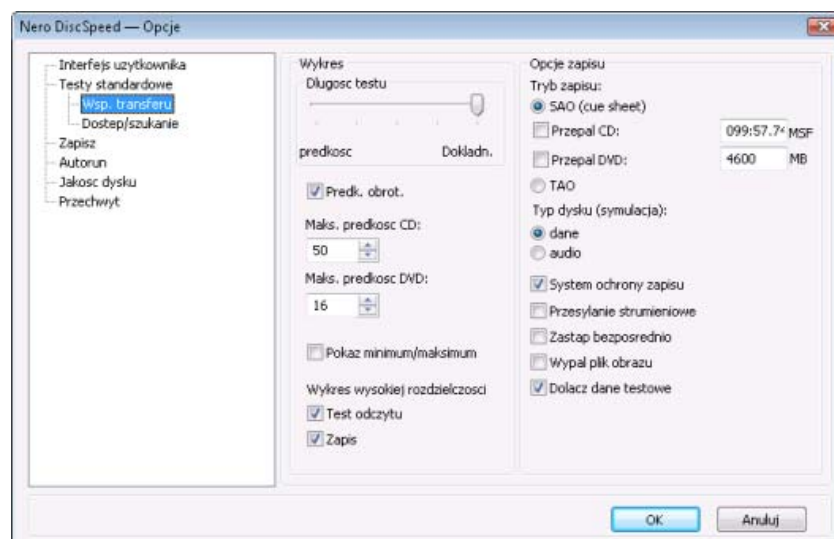 Nero DiscSpeed — Opcje
Interfejs uzytkownika
Testy standardowe
Wsp. transferu
Dostep/szukanie
Zapisz
Autorun
Jakosc dysku
Przechwyt
Wykres
Dlugosc testu
predkosc Dokladn.
Predk. obrot.
Maks. predkosc CD:
50
Maks. predkosc DVD:
16
Pokaz minimum/maksimum
Wykres wysokiej rozdzielczosci
Test odczytu
Zapis
Opcje zapisu
Tryb zapisu:
SAO (cue sheet)
Przepal CD: 099:57.74 MSF
Przepal DVD: 4600 MB
TAO
Typ dysku (symulacja):
dane
audio
System ochrony zapisu
Przesylanie strumieniowe
Zastap bezposrednio
Wypal plik obrazu
Dolacz dane testowe
OK Anuluj